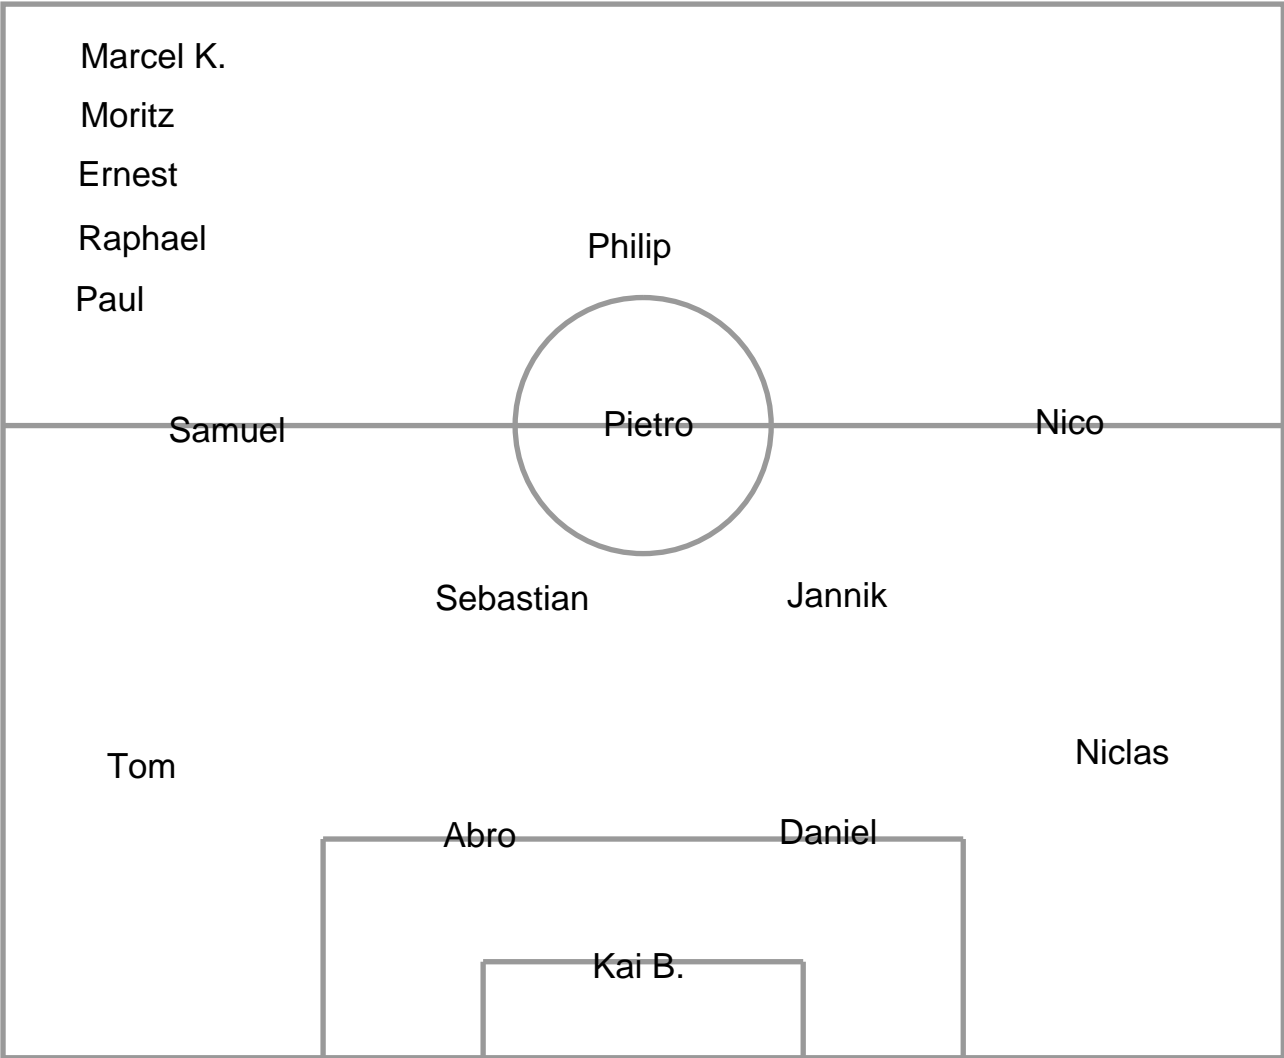 Marcel K.
Moritz
Ernest
Raphael
Philip
Paul
Samuel
Pietro
Nico
Sebastian
Jannik
Tom
Niclas
Abro
Daniel
Kai B.